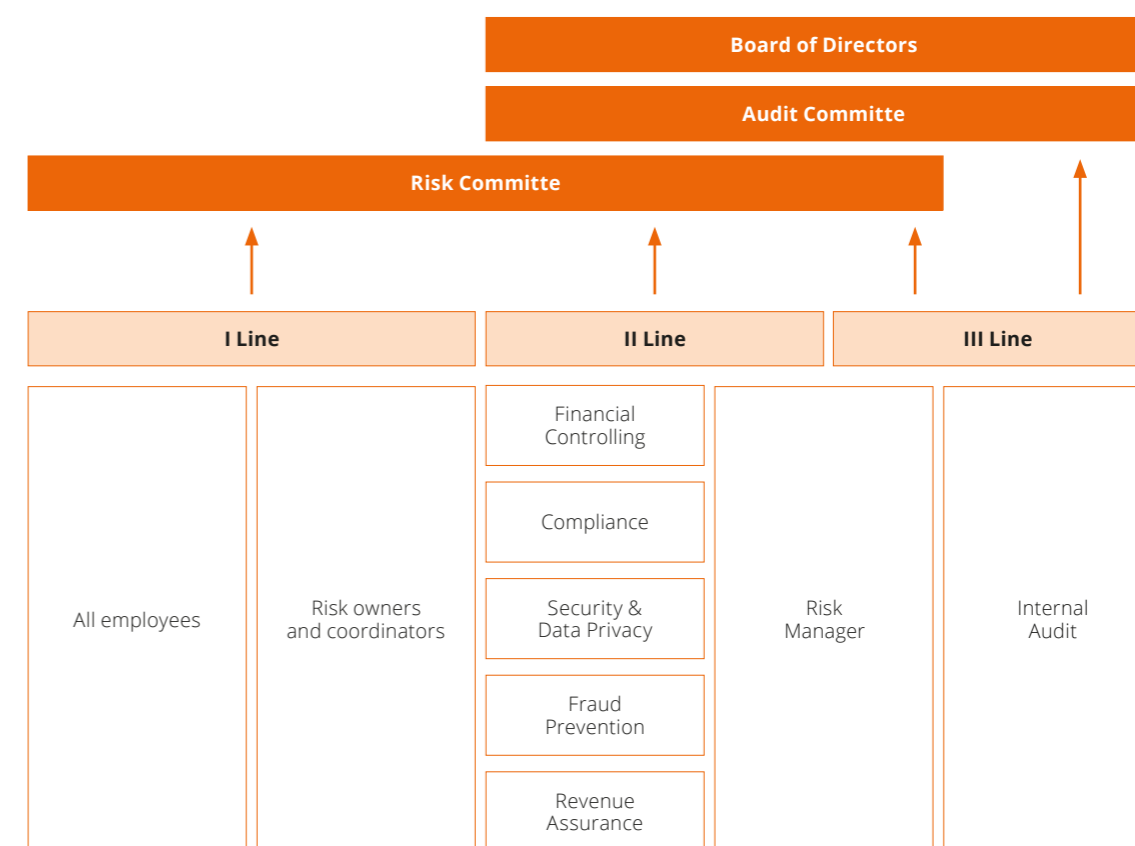 Board of Directors
Audit Committe
Risk Committe
I Line
II Line
III Line
All employees
Risk owners
and coordinators
Financial
Controlling
Compliance
Security &
Data Privacy
Fraud
Prevention
Revenue
Assurance
Risk
Manager
Internal
Audit